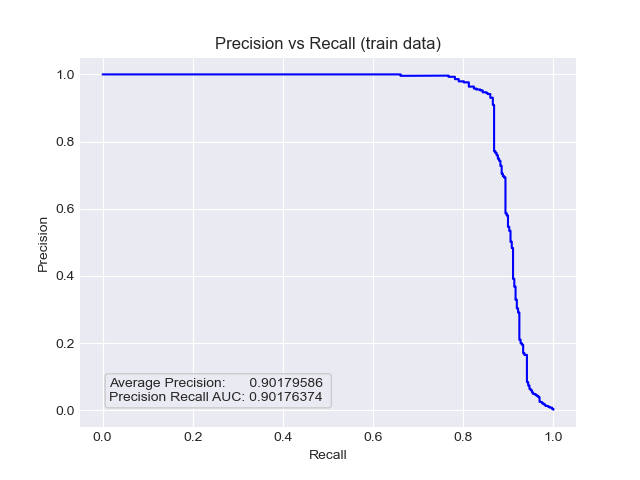 Precision vs Recall (train data)
1.0
0.8
0.6
0.4
0.2
0.0
Precision
Average Precision: 0.90179586
Precision Recall AUC: 0.90176374
0.0 0.2 0.4 0.6 0.8 1.0
Recall